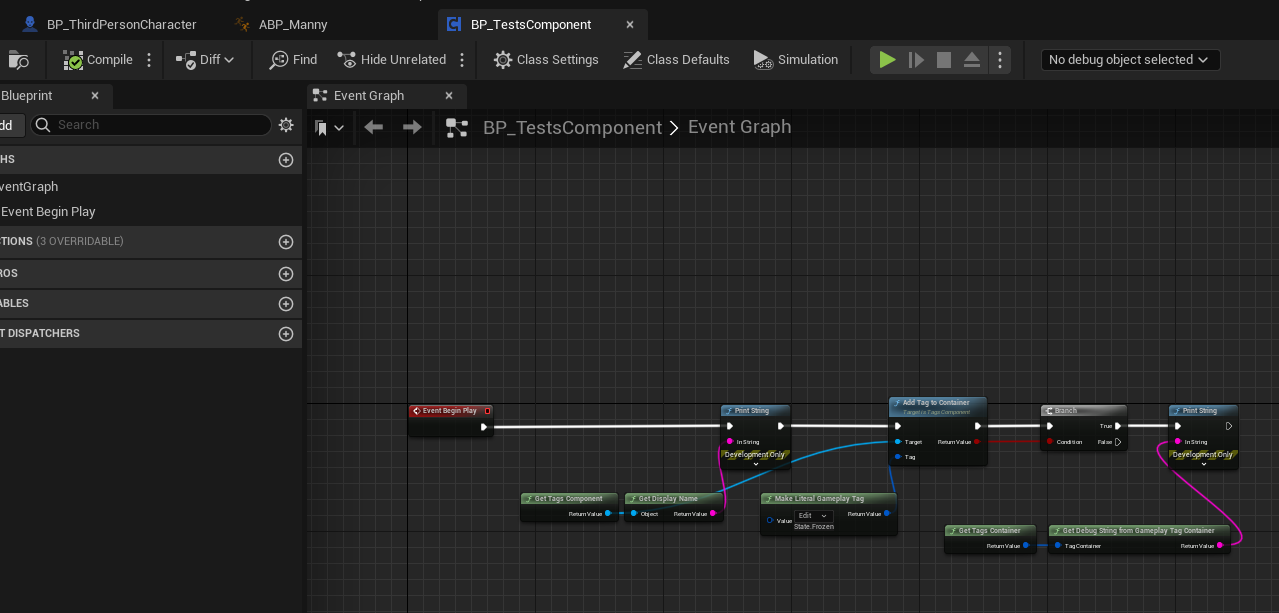 BP_ThirdPersonCharacter
ABP_Manny
BP_TestsComponent
Compile
Diff
Find
Hide Unrelated
Class Settings
Class Defaults
Simulation
No debug object selected
Blueprint
Event Graph
dd
Search
BP_TestsComponent > Event Graph
HS
ventGraph
Event Begin Play
TIONS (3 OVERRIDABLE)
ROS
ABLES
T DISPATCHERS
Event Begin Play
Print String
In String
Development Only
Add Tag to Container
Target is Tags Component
Target
Return Value
Tag
Branch
True
Condition
False
Print String
In String
Development Only
Get Tags Component
Return Value
Get Display Name
Object
Return Value
Make Literal Gameplay Tag
Value
Edit
State.Frozen
Return Value
Get Tags Container
Return Value
Get Debug String from Gameplay Tag Container
Tag Container
Return Value